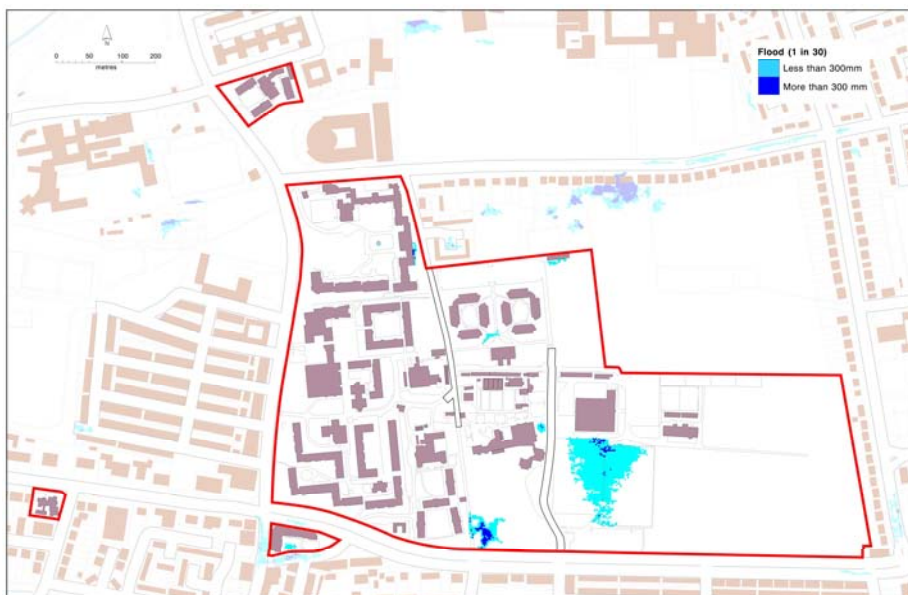 N
0 50 100 200
metres
Flood (1 in 30)
Less than 300mm
More than 300 mm